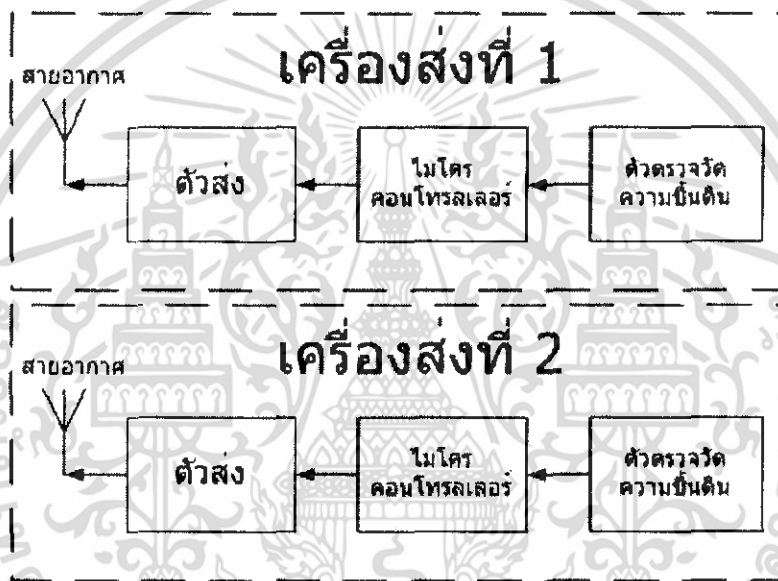 เครื่องส่งที่ 1
สายอากาศ
ตัวส่ง
ไมโคร
คอนโทรลเลอร์
ตัวตรวจวัด
ความชื้นดิน
เครื่องส่งที่ 2
สายอากาศ
ตัวส่ง
ไมโคร
คอนโทรลเลอร์
ตัวตรวจวัด
ความชื้นดิน